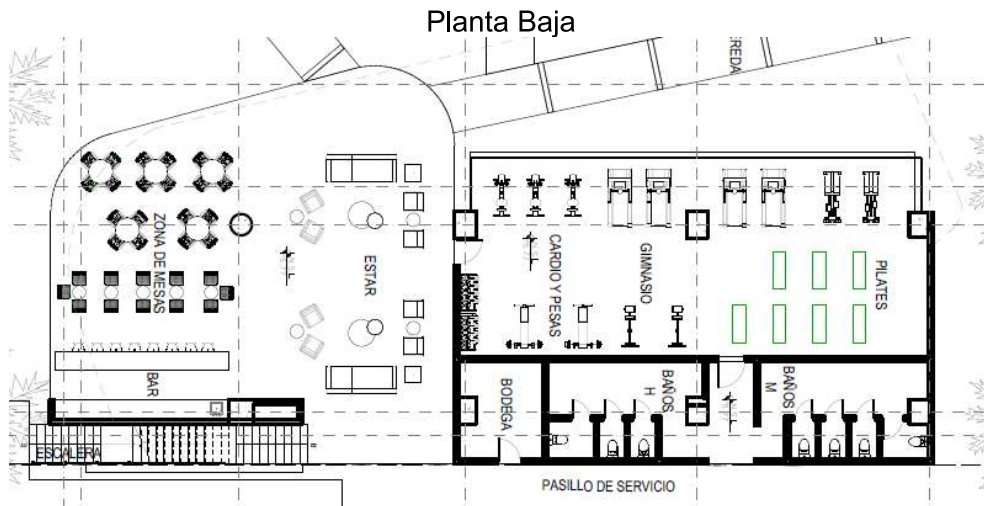 Planta Baja
EREDA
ZONA DE MESAS
ESTAR
CARDIO Y PESAS
GIMNASIO
PILATES
BAR
BODEGA
BAÑOS
H
BAÑOS
M
ESCALERA
PASILLO DE SERVICIO